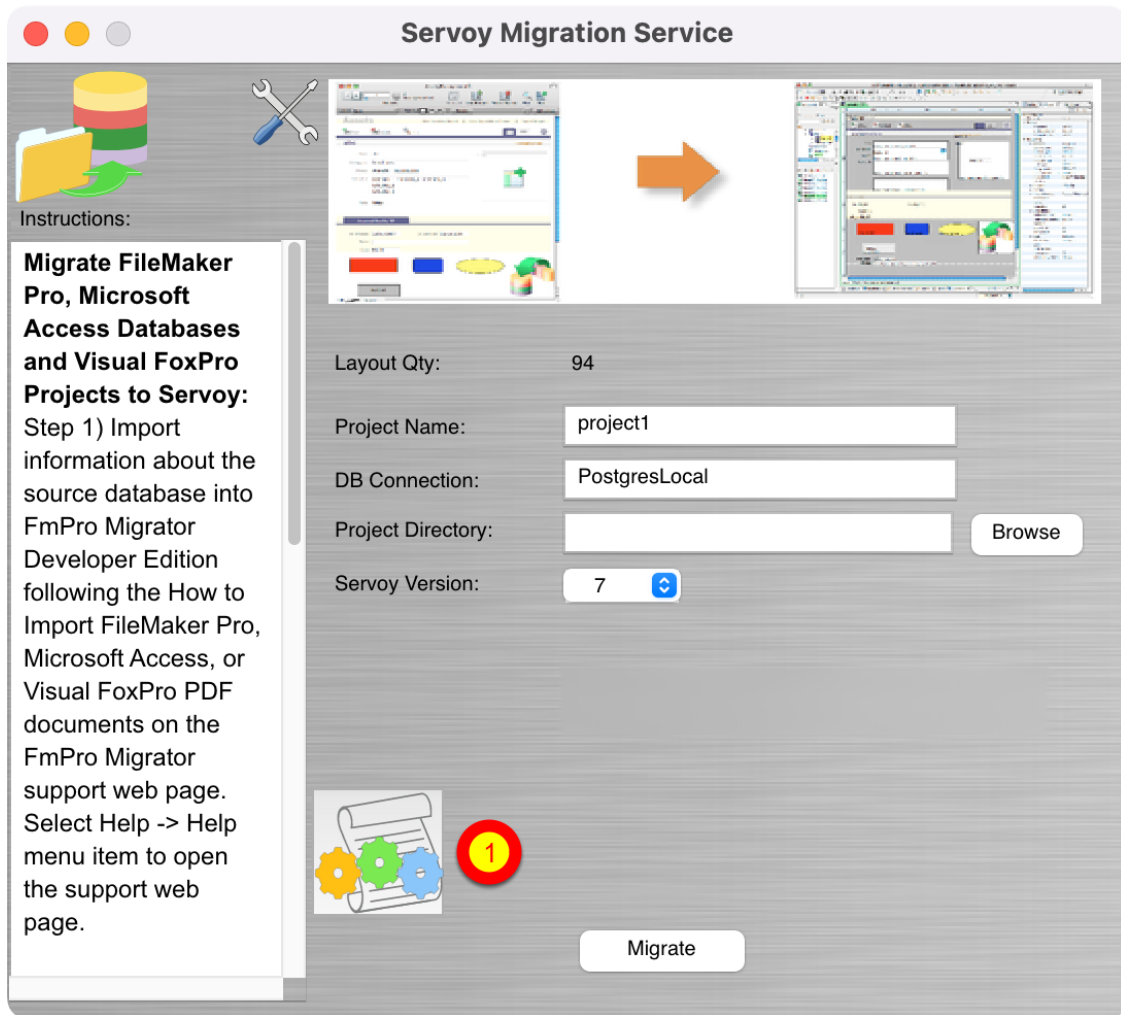 Servoy Migration Service
Instructions:
Migrate FileMaker
Pro, Microsoft
Access Databases
and Visual FoxPro
Projects to Servoy:
Step 1) Import
information about the
source database into
FmPro Migrator
Developer Edition
following the How to
Import FileMaker Pro,
Microsoft Access, or
Visual FoxPro PDF
documents on the
FmPro Migrator
support web page.
Select Help -> Help
menu item to open
the support web
page.
Layout Qty: 94
Project Name: project1
DB Connection: PostgresLocal
Project Directory: Browse
Servoy Version: 7
1
Migrate